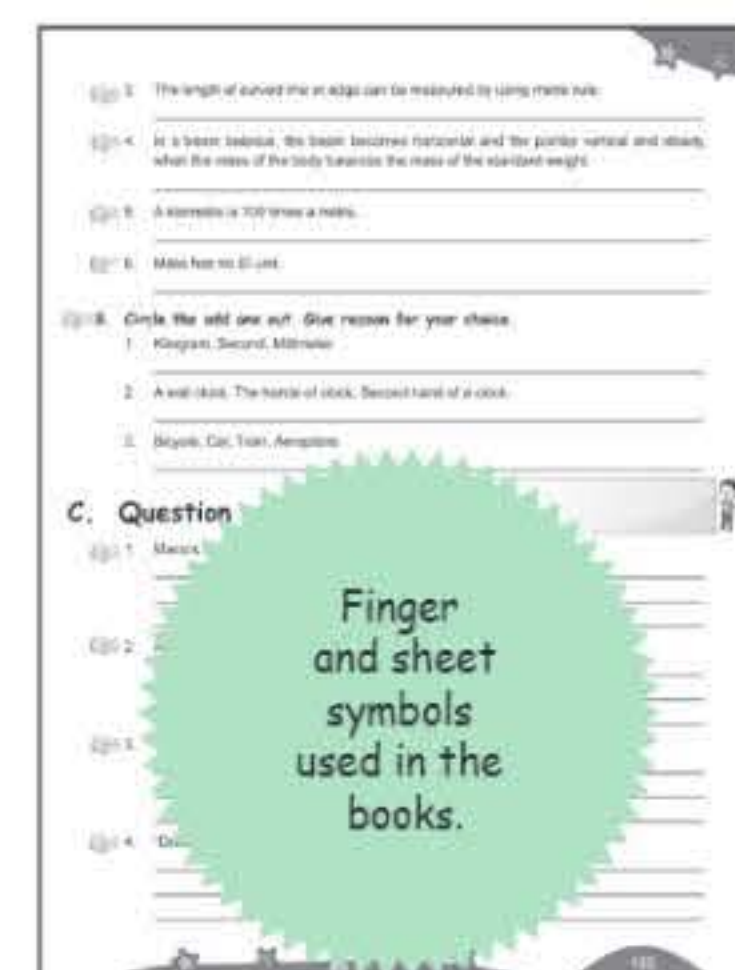 3. The length of curved line or edge can be measured by using metre rule.
4. In a beam balance, the beam becomes horizontal and the pointer vertical and steady,
when the mass of the body balances the mass of the standard weight.
5. A kilometre is 100 times a metre.
6. Mass has no SI unit.
B. Circle the odd one out. Give reason for your choice.
1. Kilogram, Second, Millimeter
2. A wall clock, The hands of clock, Second hand of a clock.
3. Bicycle, Car, Train, Aeroplane
C. Question
1.
2.
3.
4.
Finger
and sheet
symbols
used in the
books.